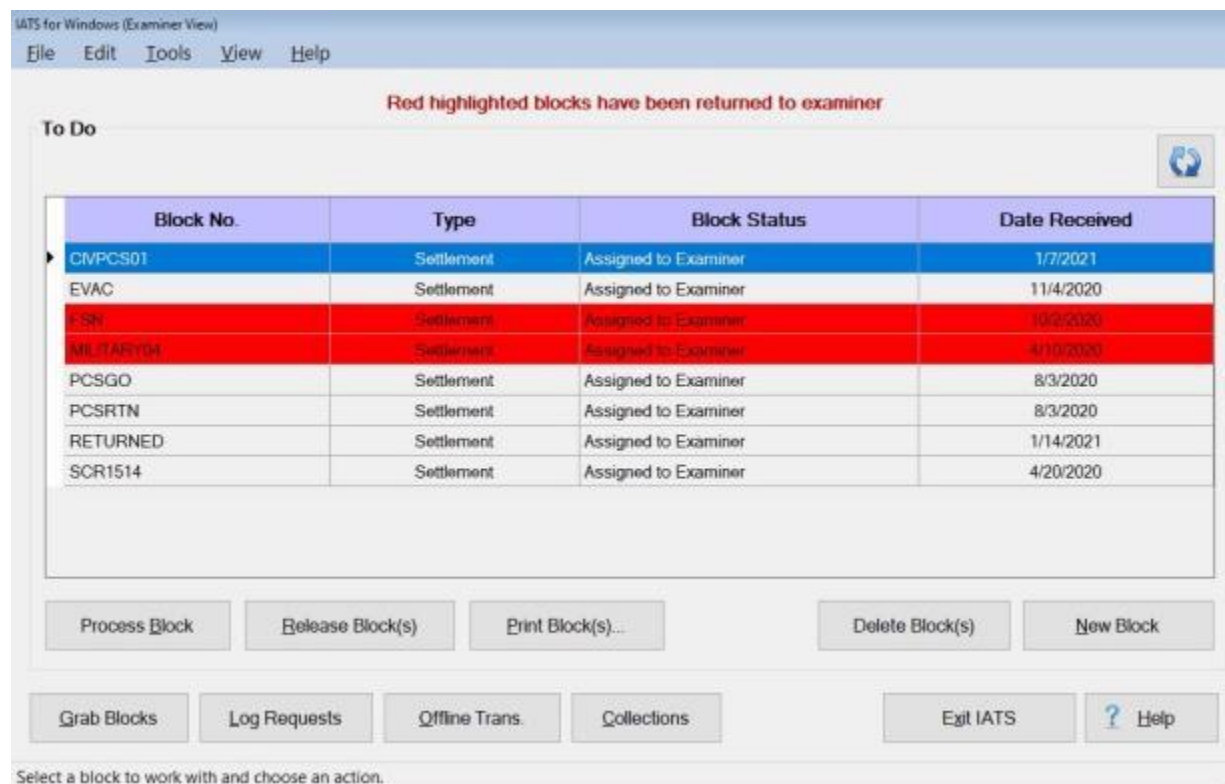 IATS for Windows (Examiner View)
File Edit Tools View Help
Red highlighted blocks have been returned to examiner
To Do
Block No. Type Block Status Date Received
CIVPCS01 Settlement Assigned to Examiner 1/7/2021
EVAC Settlement Assigned to Examiner 11/4/2020
FSN Settlement Assigned to Examiner 10/2/2020
MILITARY04 Settlement Assigned to Examiner 4/10/2020
PCSGO Settlement Assigned to Examiner 8/3/2020
PCSRTN Settlement Assigned to Examiner 8/3/2020
RETURNED Settlement Assigned to Examiner 1/14/2021
SCR1514 Settlement Assigned to Examiner 4/20/2020
Process Block Release Block(s) Print Block(s)... Delete Block(s) New Block
Grab Blocks Log Requests Offline Trans. Collections Exit IATS ? Help
Select a block to work with and choose an action.